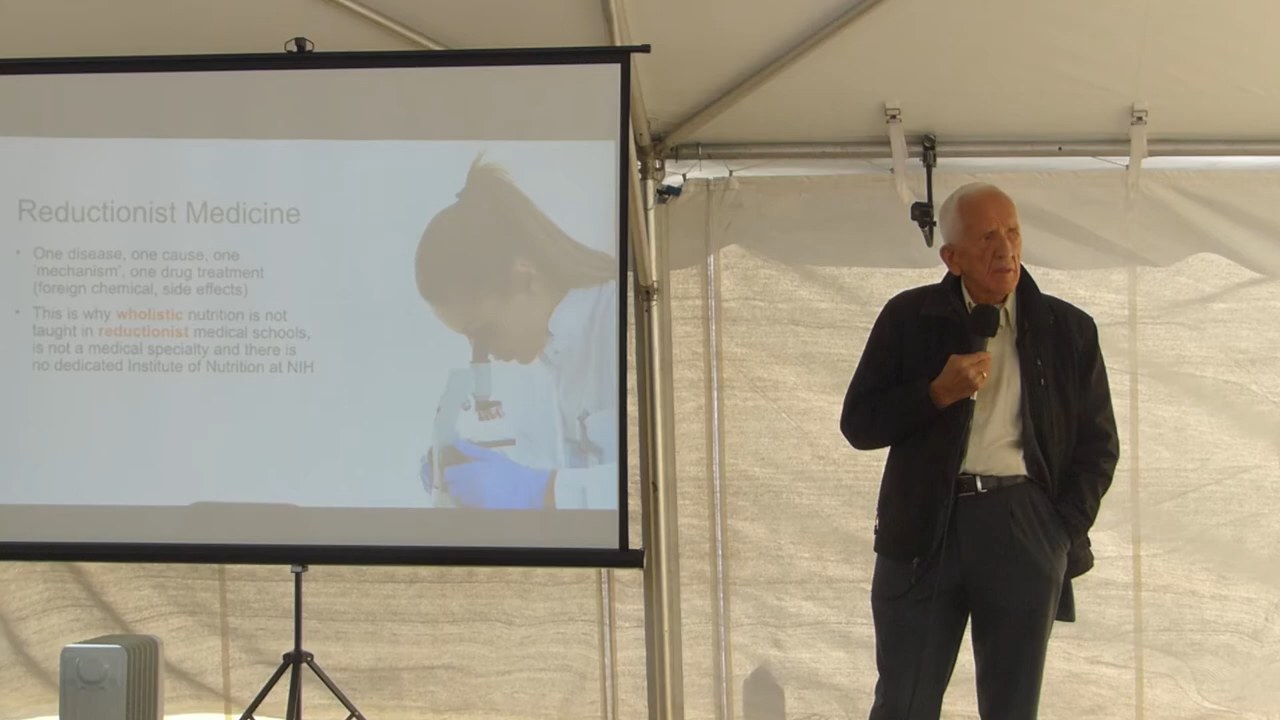 Reductionist Medicine
• One disease, one cause, one
'mechanism', one drug treatment
(foreign chemical, side effects)
• This is why wholistic nutrition is not
taught in reductionist medical schools,
is not a medical specialty and there is
no dedicated Institute of Nutrition at NIH